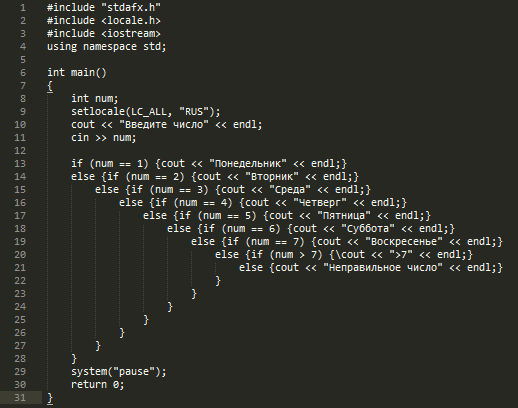 1 #include "stdafx.h"
2 #include <locale.h>
3 #include <iostream>
4 using namespace std;
5
6 int main()
7 {
8     int num;
9     setlocale(LC_ALL, "RUS");
10     cout << "Введите число" << endl;
11     cin >> num;
12
13     if (num == 1) {cout << "Понедельник" << endl;}
14     else {if (num == 2) {cout << "Вторник" << endl;}
15         else {if (num == 3) {cout << "Среда" << endl;}
16             else {if (num == 4) {cout << "Четверг" << endl;}
17                 else {if (num == 5) {cout << "Пятница" << endl;}
18                     else {if (num == 6) {cout << "Суббота" << endl;}
19                         else {if (num == 7) {cout << "Воскресенье" << endl;}
20                             else {if (num > 7) {\cout << ">7" << endl;}
21                                 else {cout << "Неправильное число" << endl;}
22                             }
23                         }
24                     }
25                 }
26             }
27         }
28     }
29     system("pause");
30     return 0;
31 }